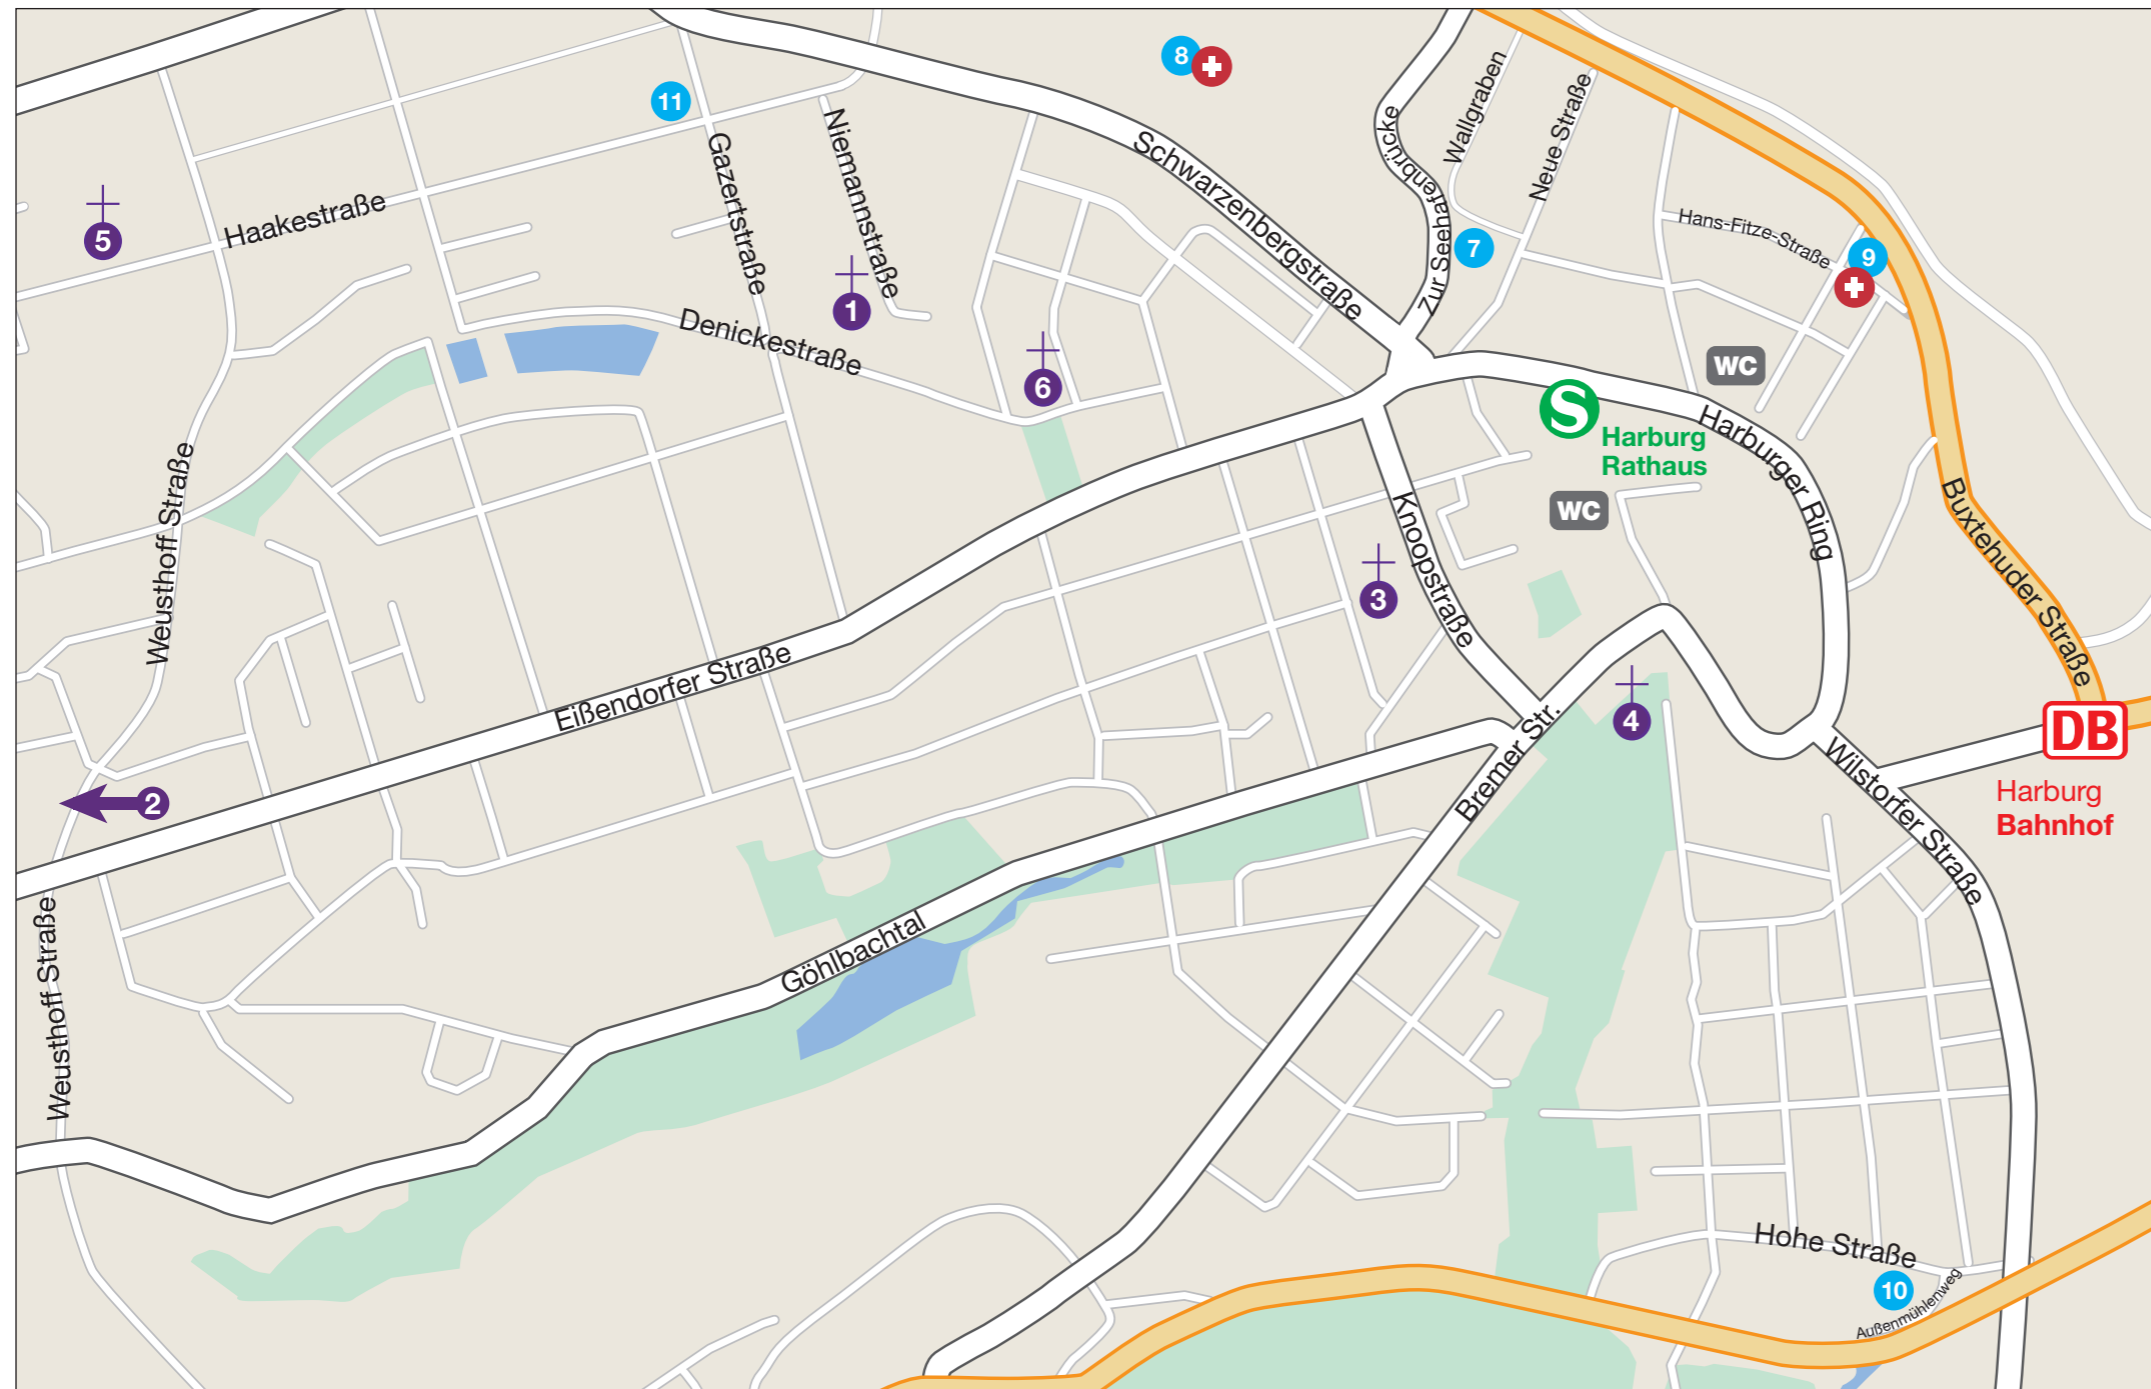 8
11
Wallgraben
Neue Straße
Schwarzenbergstraße
Zur Seehafenbrücke
Niemannstraße
Gazertstraße
Haakestraße
5
7
Hans-Fitze-Straße
9
1
Denickestraße
6
WC
S
Harburg
Rathaus
Harburger Ring
WC
Knoopstraße
Weusthoff Straße
Buxtehuder Straße
3
Eißendorfer Straße
4
Bremer Str.
DB
Harburg
Bahnhof
Wilstorfer Straße
2
Göhlbachtal
Weusthoff Straße
Hohe Straße
10
Außenmühlenweg